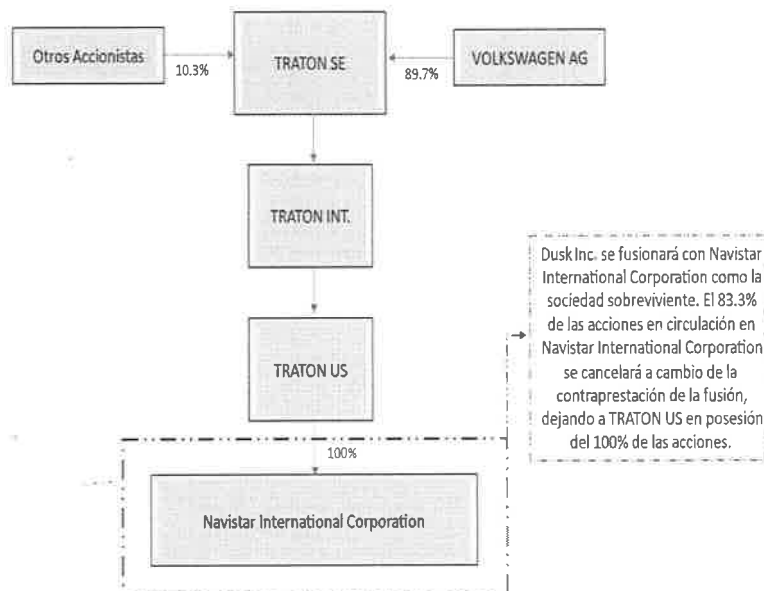 Otros Accionistas
10.3%
TRATON SE
89.7%
VOLKSWAGEN AG
TRATON INT.
TRATON US
100%
Navistar International Corporation
Dusk Inc. se fusionará con Navistar
International Corporation como la
sociedad sobreviviente. El 83.3%
de las acciones en circulación en
Navistar International Corporation
se cancelará a cambio de la
contraprestación de la fusión,
dejando a TRATON US en posesión
del 100% de las acciones.